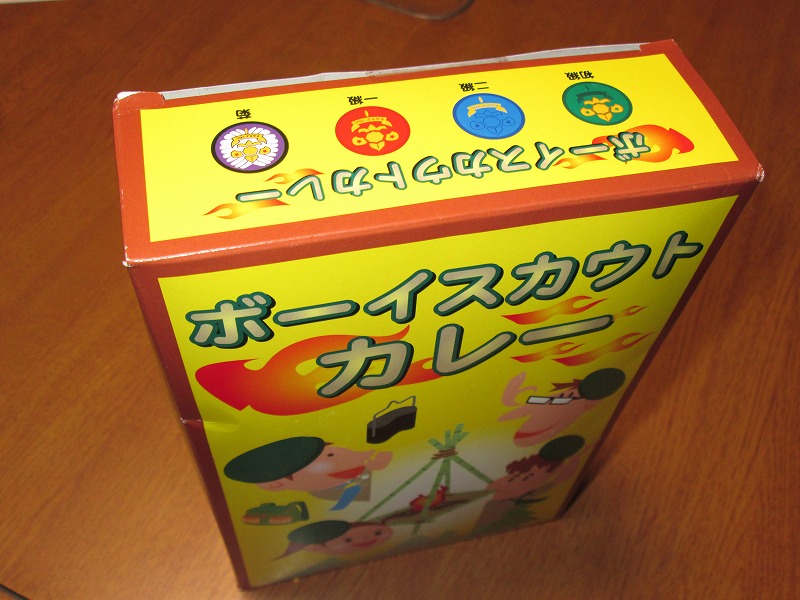 初級
二級
一級
菊
ボーイスカウトカレー
ボーイスカウト
カレー